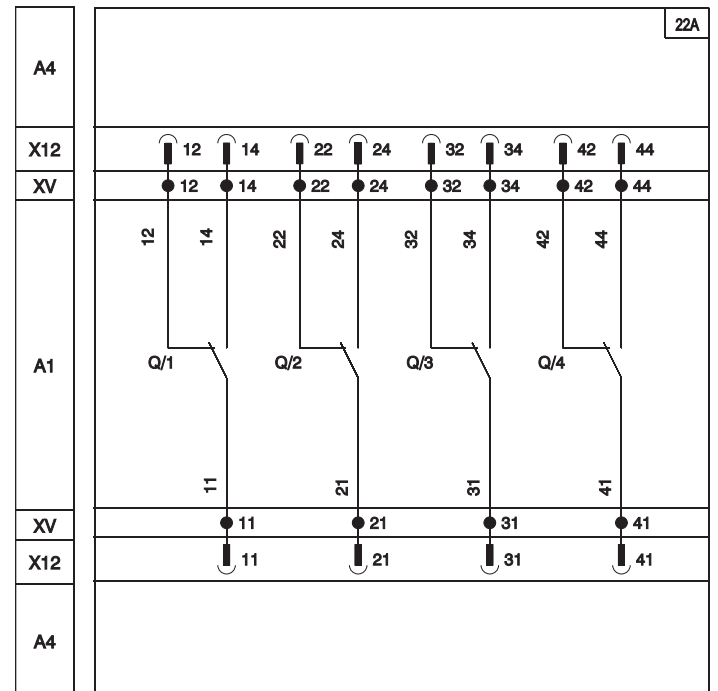 22A
A4
X12 12 14 22 24 32 34 42 44
XV 12 14 22 24 32 34 42 44
12 14 22 24 32 34 42 44
A1 Q/1 Q/2 Q/3 Q/4
11 21 31 41
XV 11 21 31 41
X12 11 21 31 41
A4